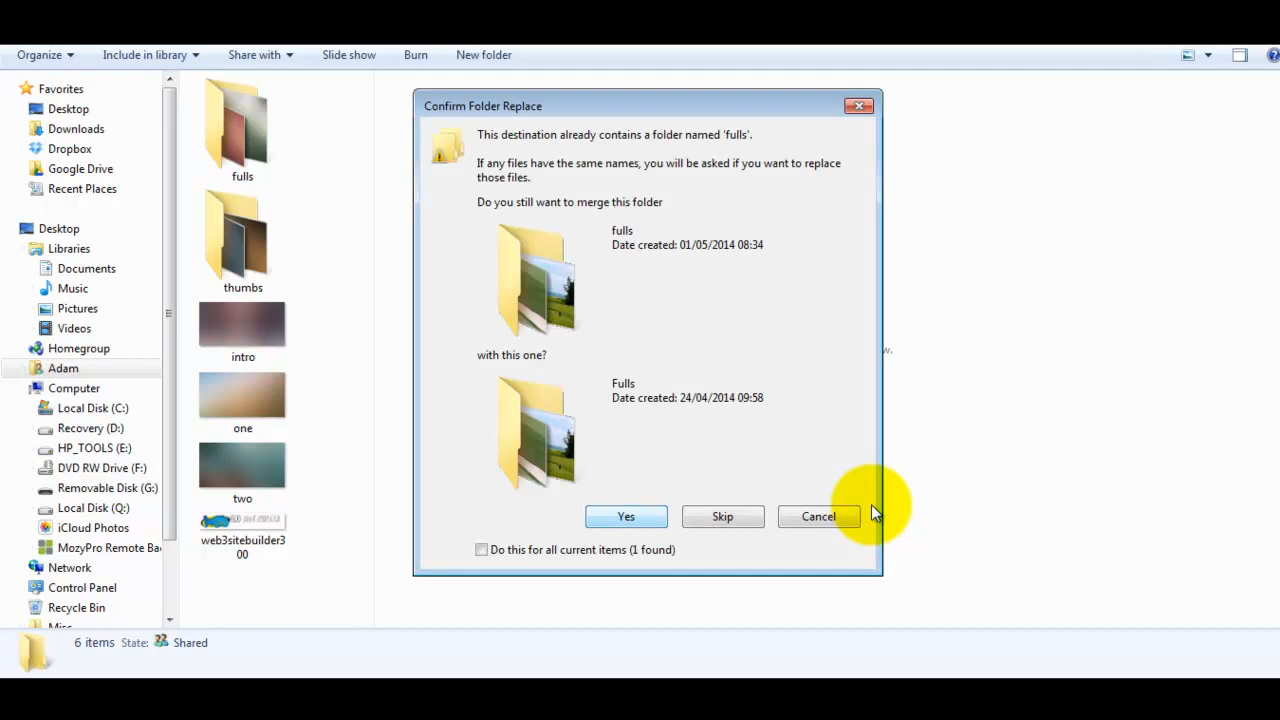 Organize Include in library Share with Slide show Burn New folder
Favorites
Desktop
Downloads
Dropbox
Google Drive
Recent Places
Desktop
Libraries
Documents
Music
Pictures
Videos
Homegroup
Adam
Computer
Local Disk (C:)
Recovery (D:)
HP_TOOLS (E:)
DVD RW Drive (F:)
Removable Disk (G:)
Local Disk (Q:)
iCloud Photos
MozyPro Remote Ba
Network
Control Panel
Recycle Bin
fulls
thumbs
intro
one
two
web3sitebuilder3
00
Confirm Folder Replace
This destination already contains a folder named 'fulls'.
If any files have the same names, you will be asked if you want to replace
those files.
Do you still want to merge this folder
fulls
Date created: 01/05/2014 08:34
with this one?
Fulls
Date created: 24/04/2014 09:58
Yes Skip Cancel
Do this for all current items (1 found)
w.
6 items State: Shared